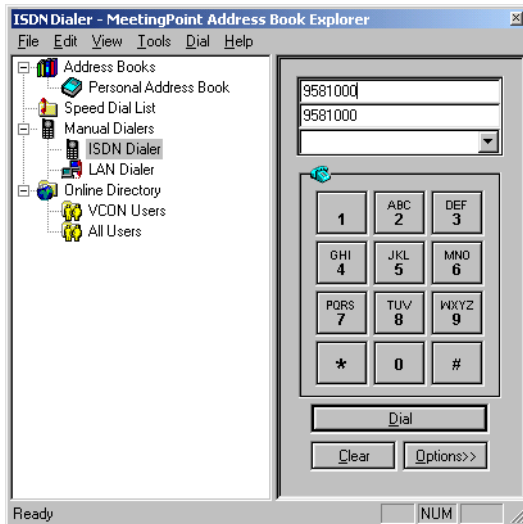 ISDNDialer - MeetingPoint Address Book Explorer
File Edit View Tools Dial Help
Address Books
Personal Address Book
Speed Dial List
Manual Dialers
ISDN Dialer
LAN Dialer
Online Directory
VCON Users
All Users
9581000
9581000
1
ABC
2
DEF
3
GHI
4
JKL
5
MNO
6
PQRS
7
TUV
8
WXYZ
9
*
0
#
Dial
Clear
Options>>
Ready
NUM